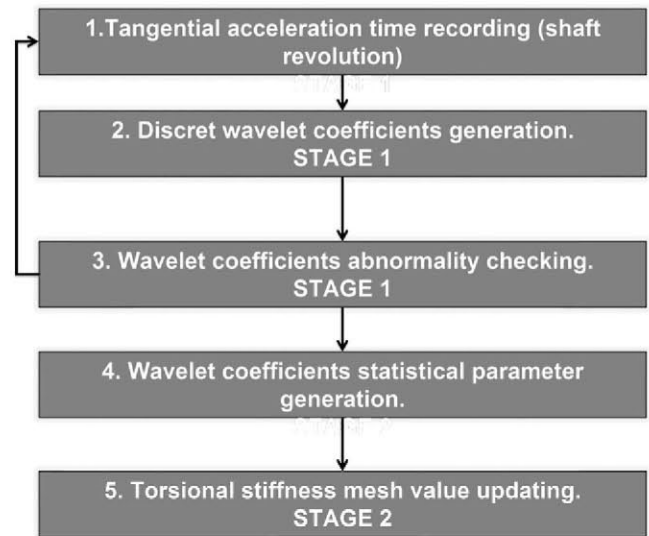 1.Tangential acceleration time recording (shaft
revolution)
2. Discret wavelet coefficients generation.
STAGE 1
3. Wavelet coefficients abnormality checking.
STAGE 1
4. Wavelet coefficients statistical parameter
generation.
5. Torsional stiffness mesh value updating.
STAGE 2